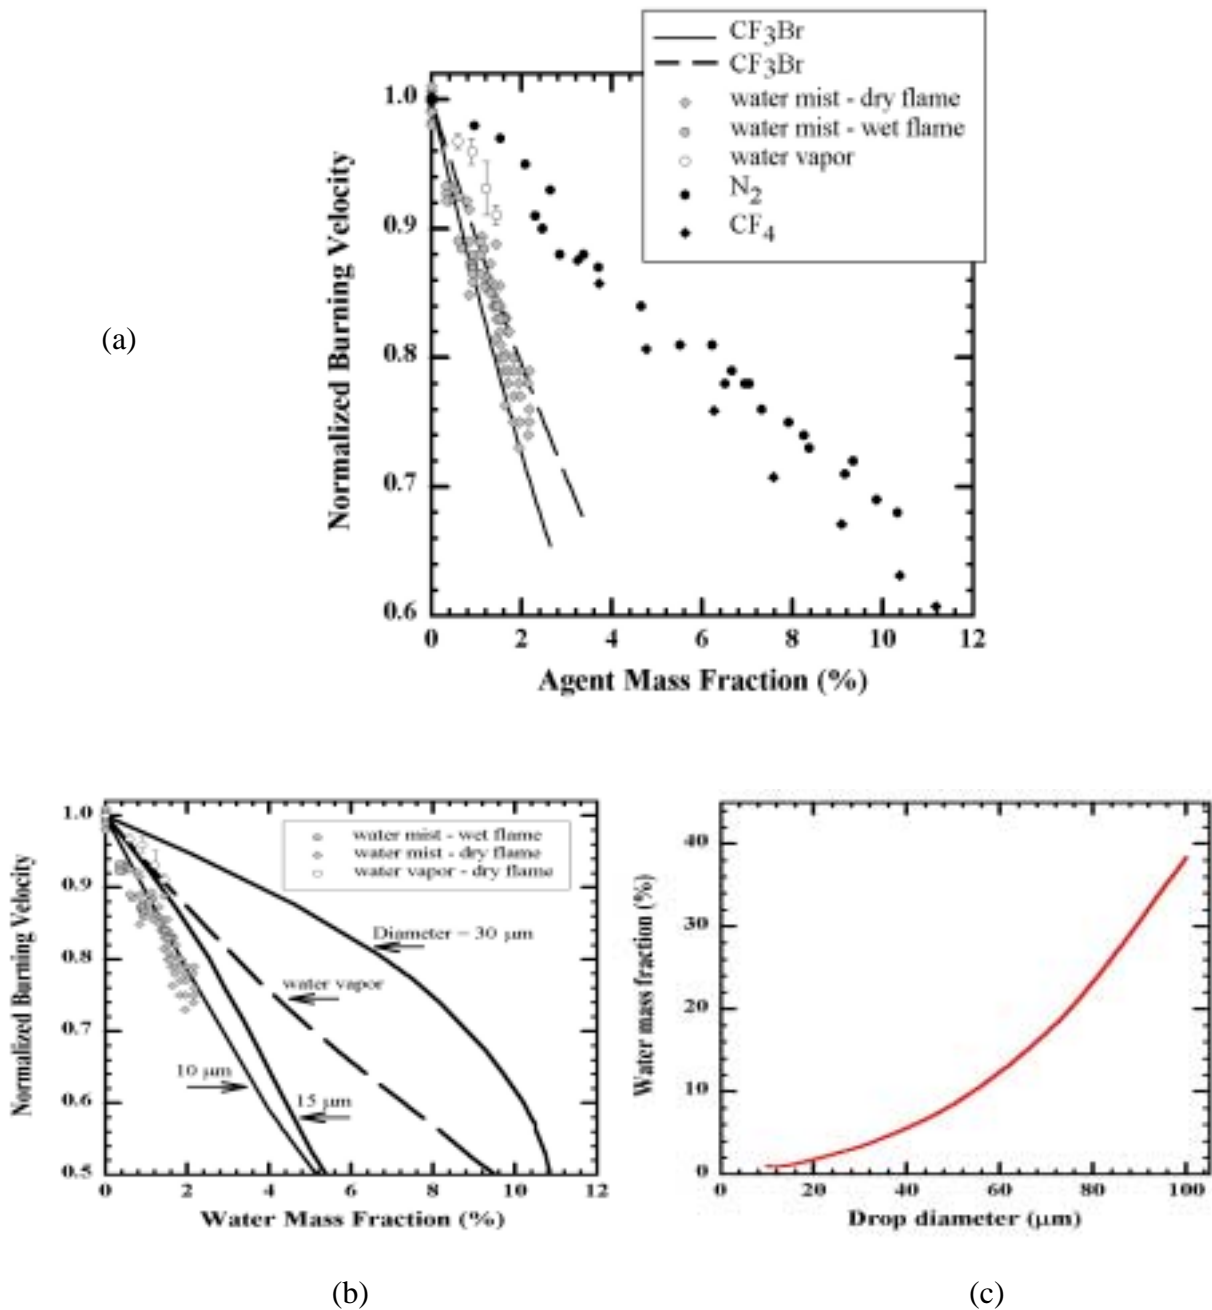 CF3Br
CF3Br
water mist - dry flame
water mist - wet flame
water vapor
N2
CF4
1.0
0.9
0.8
0.7
0.6
Normalized Burning Velocity
(a)
0 2 4 6 8 10 12
Agent Mass Fraction (%)
1.0
0.9
0.8
0.7
0.6
0.5
Normalized Burning Velocity
water mist - wet flame
water mist - dry flame
water vapor - dry flame
Diameter = 30 μm
water vapor
10 μm
15 μm
0 2 4 6 8 10 12
Water Mass Fraction (%)
40
30
20
10
0
Water mass fraction (%)
0 20 40 60 80 100
Drop diameter (μm)
(b)
(c)